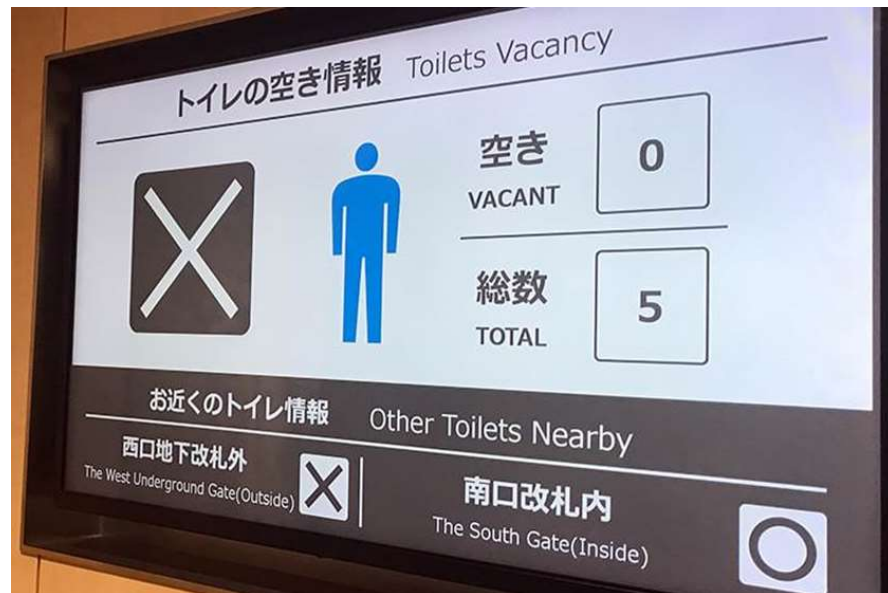 トイレの空き情報 Toilets Vacancy
空き 0
VACANT
総数 5
TOTAL
お近くのトイレ情報 Other Toilets Nearby
西口地下改札外
The West Underground Gate(Outside)
南口改札内
The South Gate(Inside)